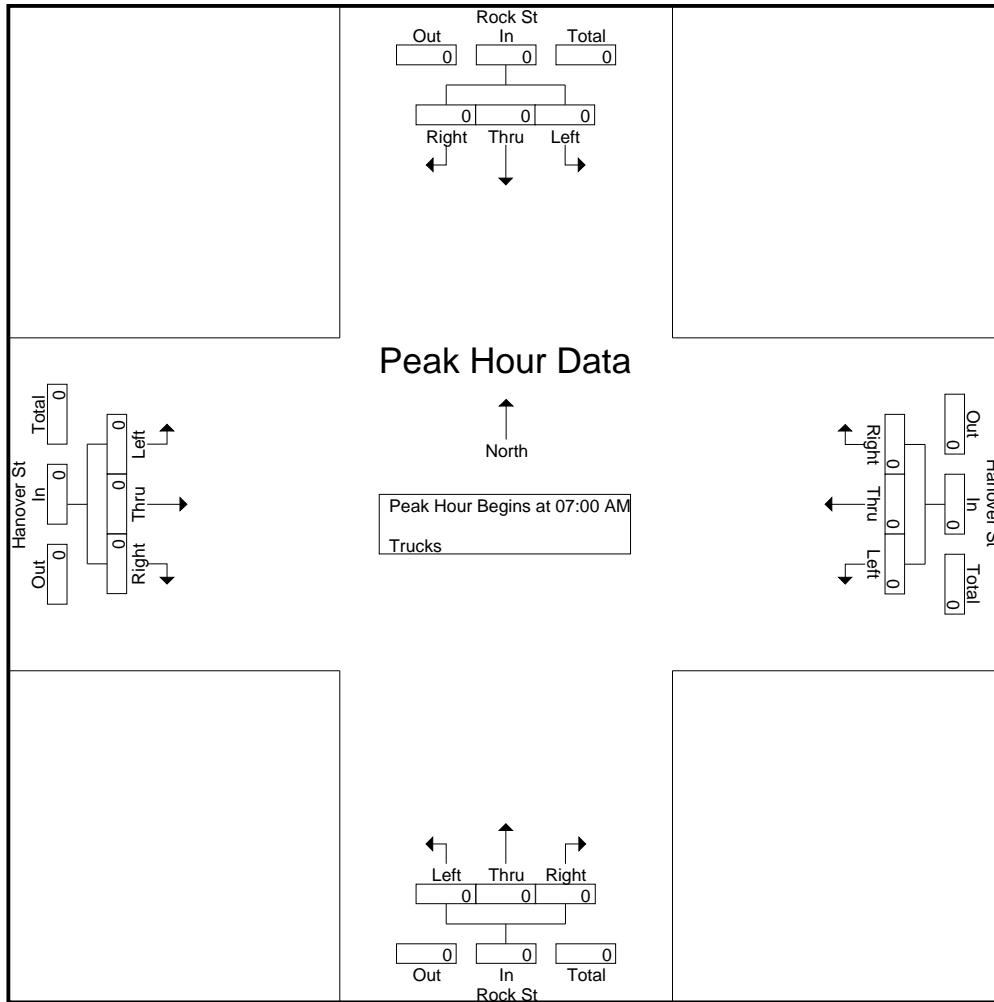 Rock St
Out In Total
0 0 0
0 0 0
Right Thru Left
Peak Hour Data
North
Peak Hour Begins at 07:00 AM
Trucks
Hanover St
Total In Out
0 0 0
0 0 0
Left Thru Right
Hanover St
Out In Total
0 0 0
0 0 0
Right Thru Left
Left Thru Right
0 0 0
0 0 0
Out In Total
Rock St